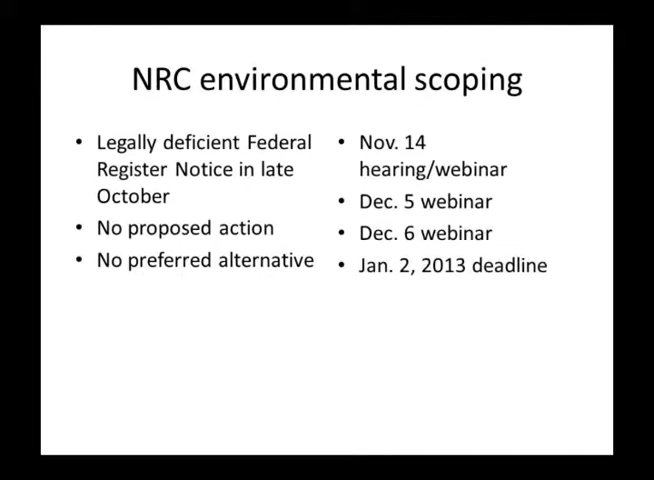 NRC environmental scoping
• Legally deficient Federal
Register Notice in late
October
• No proposed action
• No preferred alternative
• Nov. 14
hearing/webinar
• Dec. 5 webinar
• Dec. 6 webinar
• Jan. 2, 2013 deadline